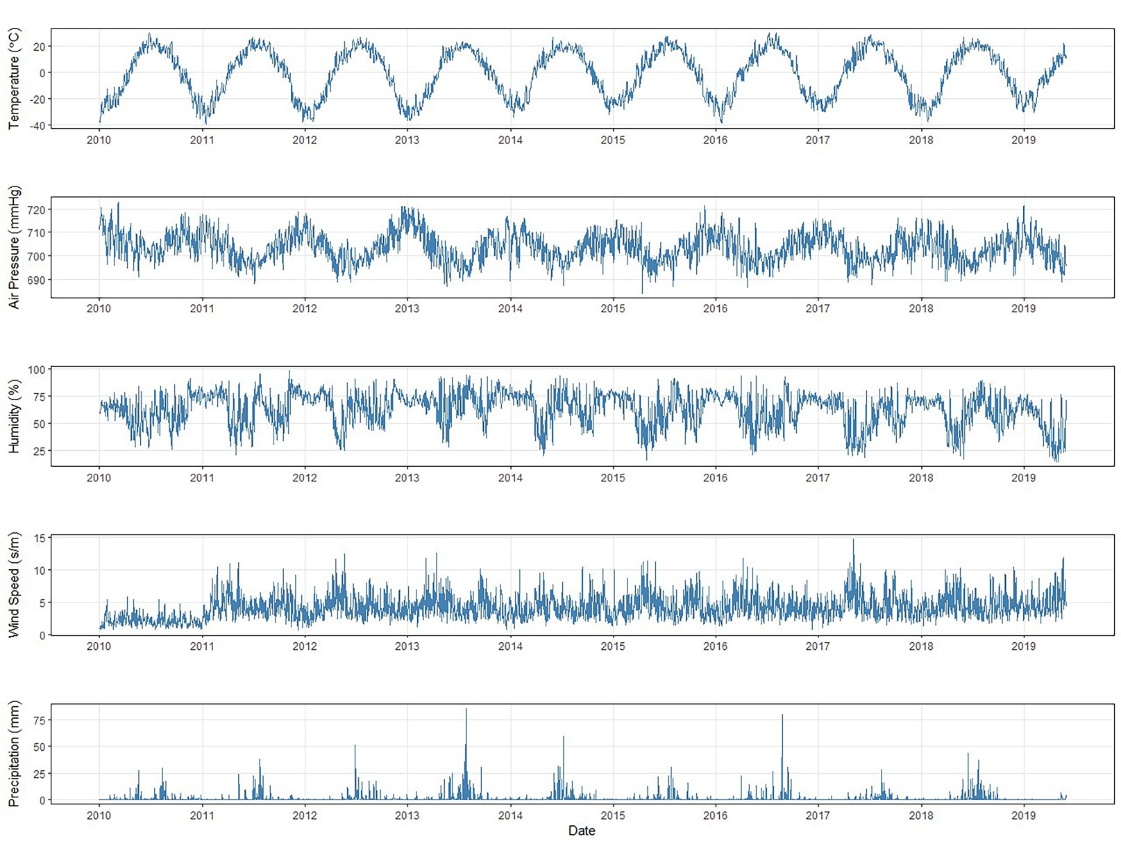 Temperature (°C)
20
0
-20
-40
2010 2011 2012 2013 2014 2015 2016 2017 2018 2019
Air Pressure (mmHg)
720
710
700
690
2010 2011 2012 2013 2014 2015 2016 2017 2018 2019
Humidity (%)
100
75
50
25
2010 2011 2012 2013 2014 2015 2016 2017 2018 2019
Wind Speed (s/m)
15
10
5
0
2010 2011 2012 2013 2014 2015 2016 2017 2018 2019
Precipitation (mm)
75
50
25
0
2010 2011 2012 2013 2014 2015 2016 2017 2018 2019
Date